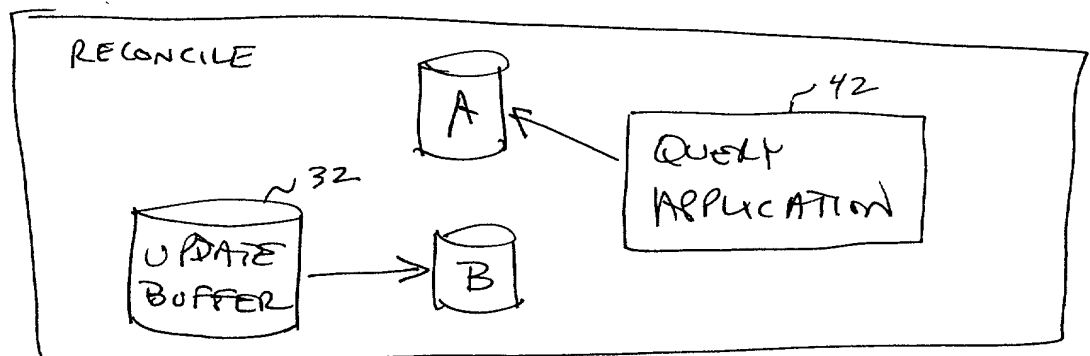 RECONCILE
A
42
QUERY
APPLICATION
32
UPDATE
BUFFER
B